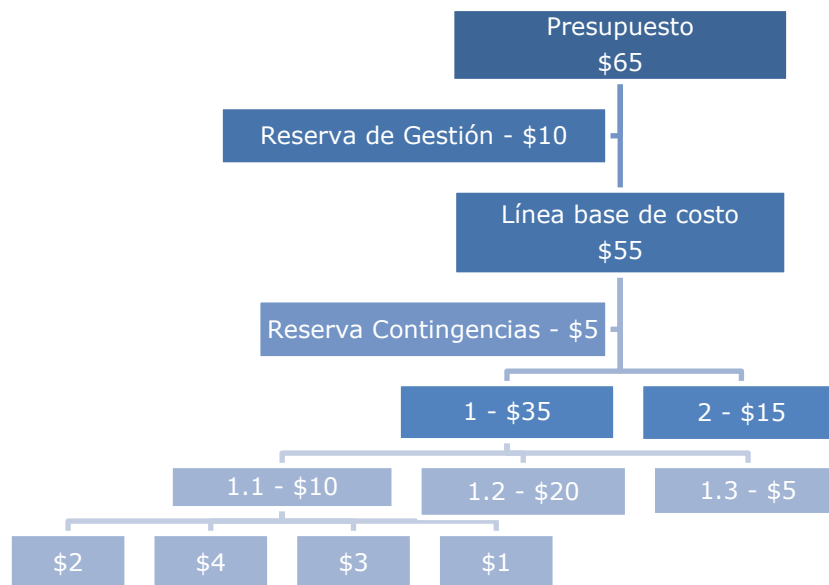 Presupuesto
$65
Reserva de Gestión - $10
Línea base de costo
$55
Reserva Contingencias - $5
1 - $35
2 - $15
1.1 - $10
1.2 - $20
1.3 - $5
$2
$4
$3
$1